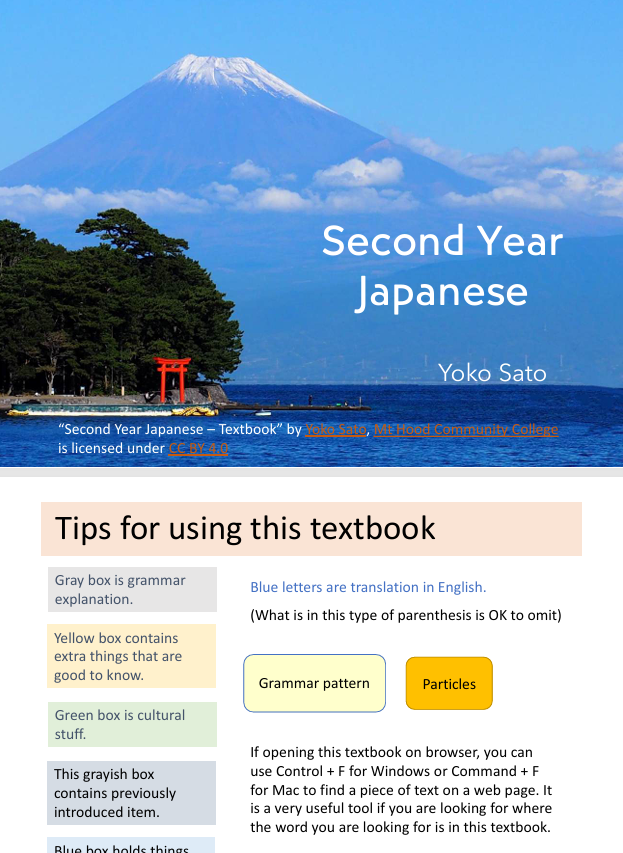 Second Year
Japanese
Yoko Sato
“Second Year Japanese – Textbook” by Yoko Sato, Mt Hood Community College
is licensed under CC BY 4.0
Tips for using this textbook
Gray box is grammar
explanation.
Yellow box contains
extra things that are
good to know.
Green box is cultural
stuff.
This grayish box
contains previously
introduced item.
Blue box holds things
Blue letters are translation in English.
(What is in this type of parenthesis is OK to omit)
Grammar pattern
Particles
If opening this textbook on browser, you can
use Control + F for Windows or Command + F
for Mac to find a piece of text on a web page. It
is a very useful tool if you are looking for where
the word you are looking for is in this textbook.